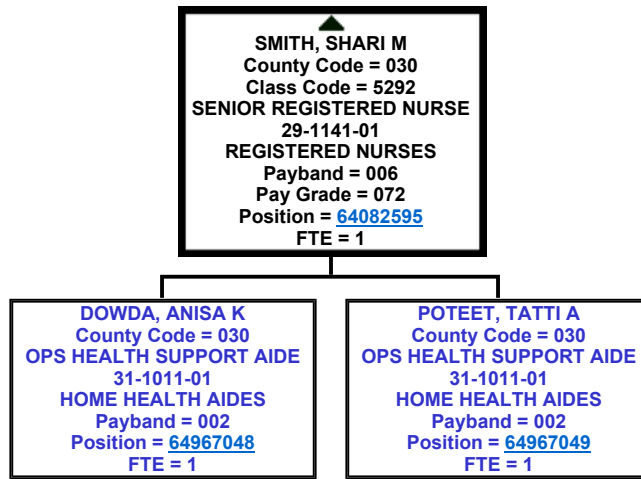 SMITH, SHARI M
County Code = 030
Class Code = 5292
SENIOR REGISTERED NURSE
29-1141-01
REGISTERED NURSES
Payband = 006
Pay Grade = 072
Position = 64082595
FTE = 1
DOWDA, ANISA K
County Code = 030
OPS HEALTH SUPPORT AIDE
31-1011-01
HOME HEALTH AIDES
Payband = 002
Position = 64967048
FTE = 1
POTEET, TATTI A
County Code = 030
OPS HEALTH SUPPORT AIDE
31-1011-01
HOME HEALTH AIDES
Payband = 002
Position = 64967049
FTE = 1